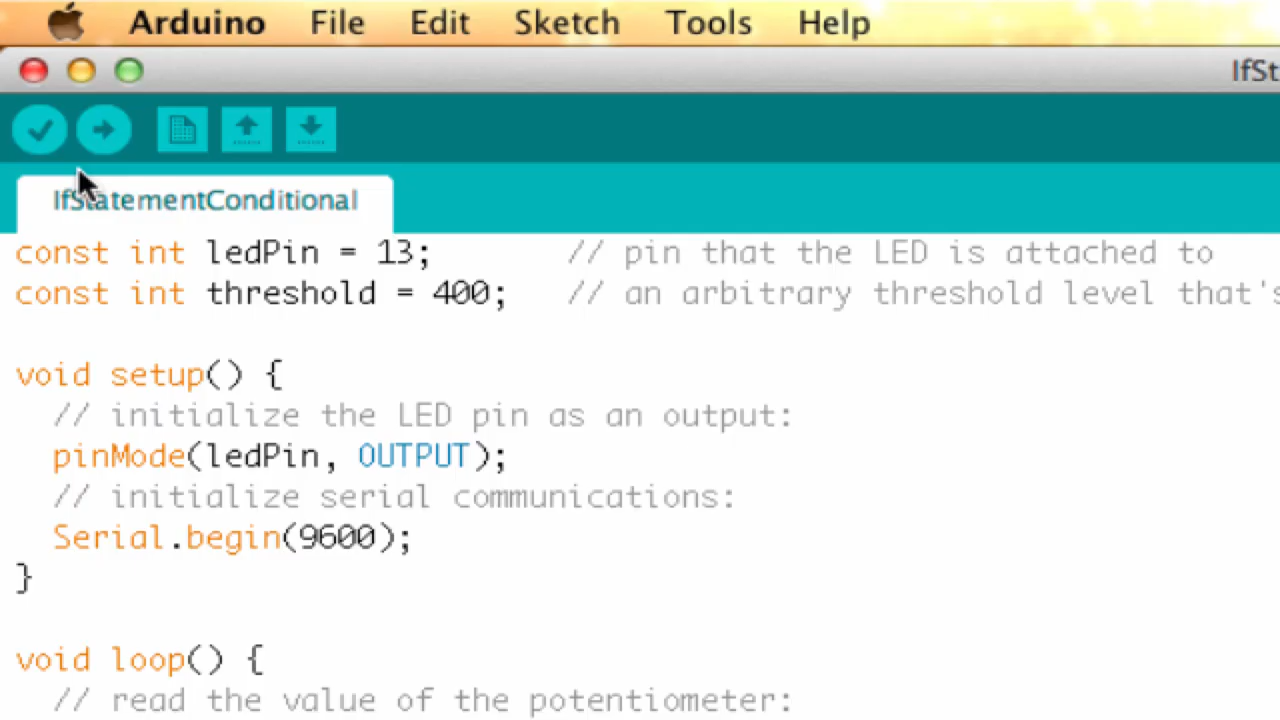 Arduino File Edit Sketch Tools Help
IfSt
IfStatementConditional
const int ledPin = 13; // pin that the LED is attached to
const int threshold = 400; // an arbitrary threshold level that's
void setup() {
// initialize the LED pin as an output:
pinMode(ledPin, OUTPUT);
// initialize serial communications:
Serial.begin(9600);
}
void loop() {
// read the value of the potentiometer: